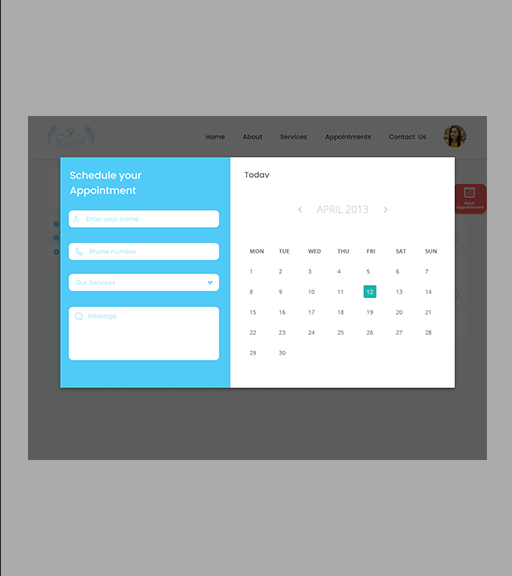 Home About Services Appointments Contact Us
Book
Appointment
Schedule your
Appointment
Enter your name
Phone number
Our Services
Message
Today
APRIL 2013
MON TUE WED THU FRI SAT SUN
1 2 3 4 5 6 7
8 9 10 11 12 13 14
15 16 17 18 19 20 21
22 23 24 25 26 27 28
29 30